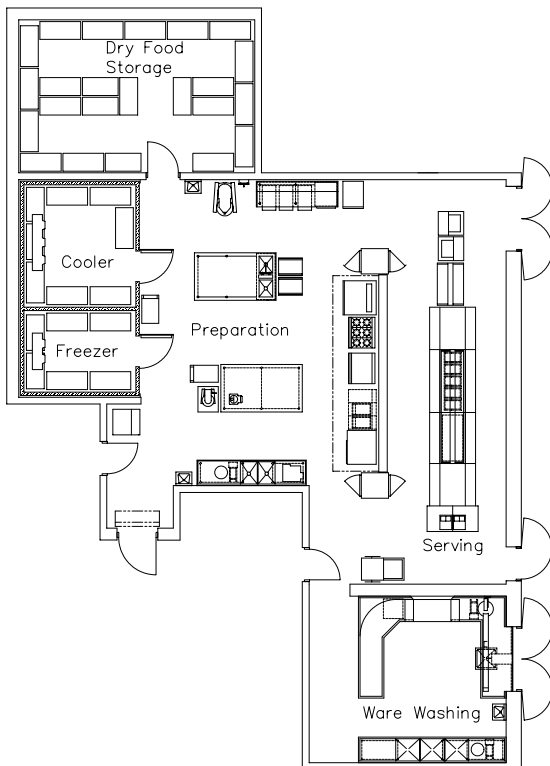 Dry Food
Storage
Cooler
Preparation
Freezer
Serving
Ware Washing